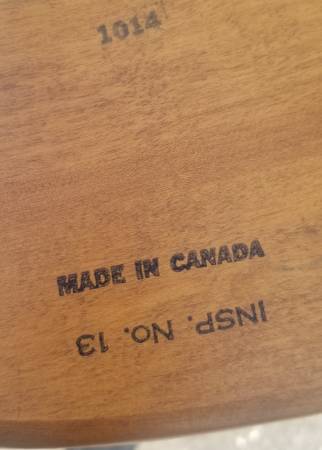 1014
MADE IN CANADA
INSP. No. 13